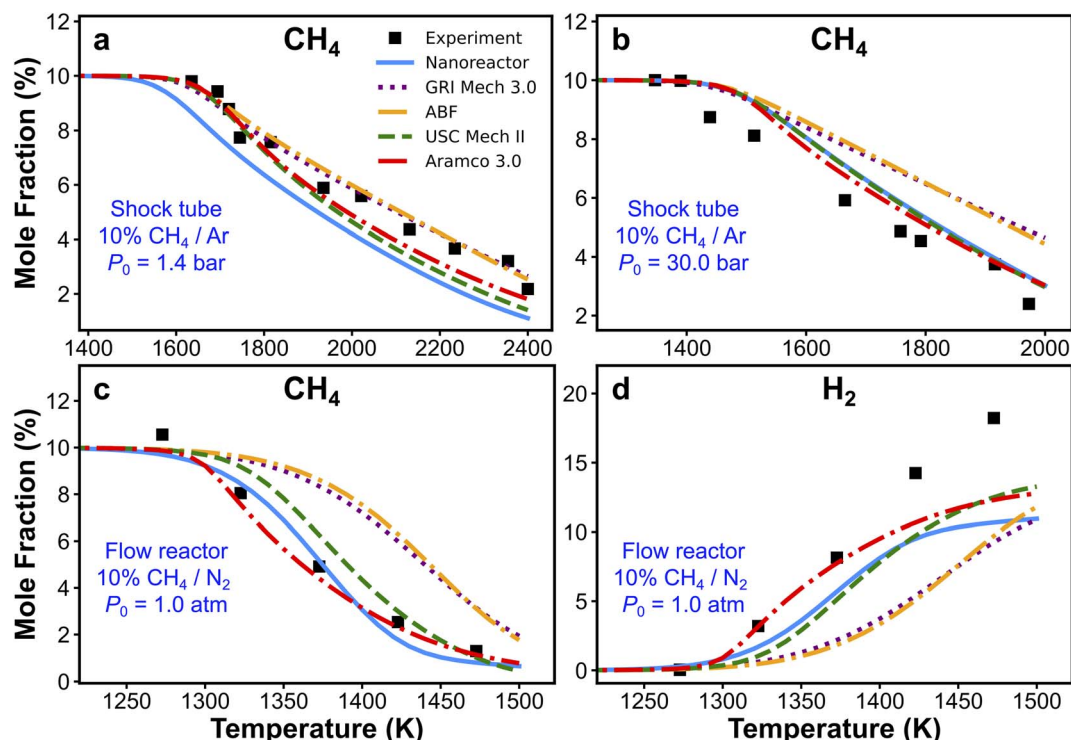 a
CH₄
Experiment
Nanoreactor
GRI Mech 3.0
ABF
USC Mech II
Aramco 3.0
Shock tube
10% CH₄ / Ar
P₀ = 1.4 bar
Mole Fraction (%)
12
10
8
6
4
2
1400 1600 1800 2000 2200 2400
b
CH₄
Shock tube
10% CH₄ / Ar
P₀ = 30.0 bar
12
10
8
6
4
2
1400 1600 1800 2000
c
CH₄
Flow reactor
10% CH₄ / N₂
P₀ = 1.0 atm
Mole Fraction (%)
12
10
8
6
4
2
0
1250 1300 1350 1400 1450 1500
Temperature (K)
d
H₂
Flow reactor
10% CH₄ / N₂
P₀ = 1.0 atm
20
15
10
5
0
1250 1300 1350 1400 1450 1500
Temperature (K)